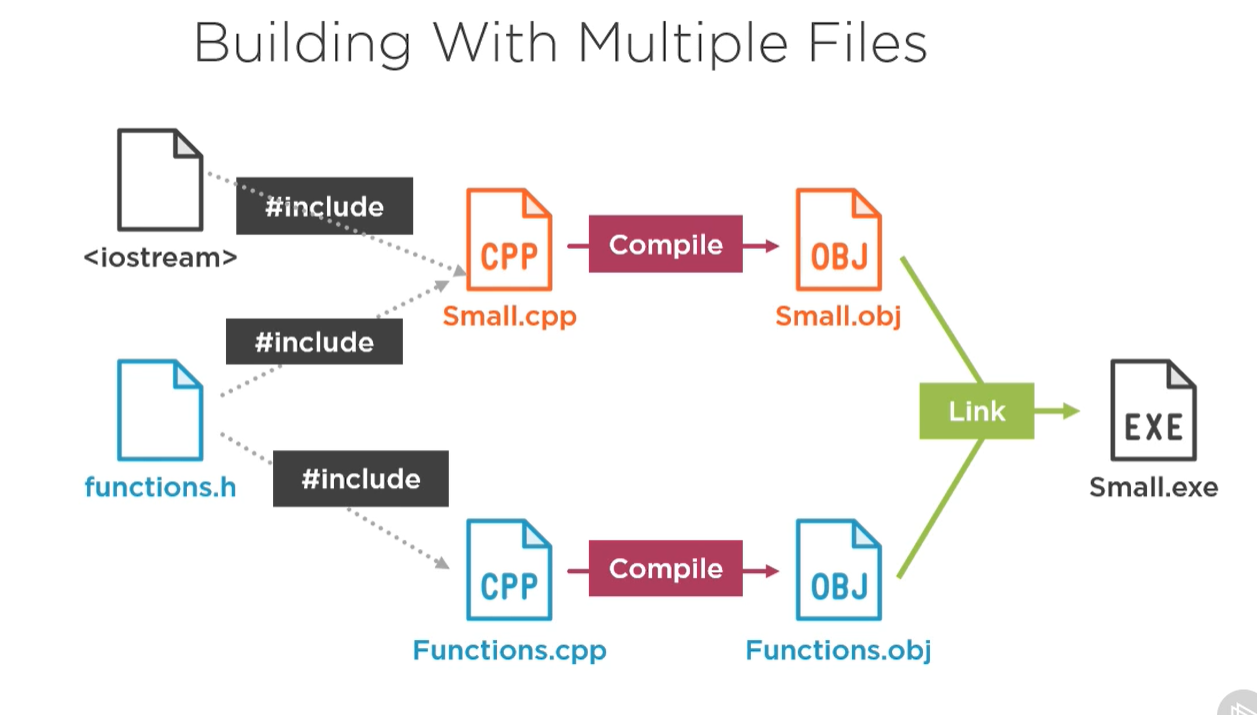 Building With Multiple Files
#include
<iostream>
CPP
Compile
OBJ
Small.cpp
Small.obj
#include
functions.h
Link
EXE
Small.exe
#include
CPP
Compile
OBJ
Functions.cpp
Functions.obj